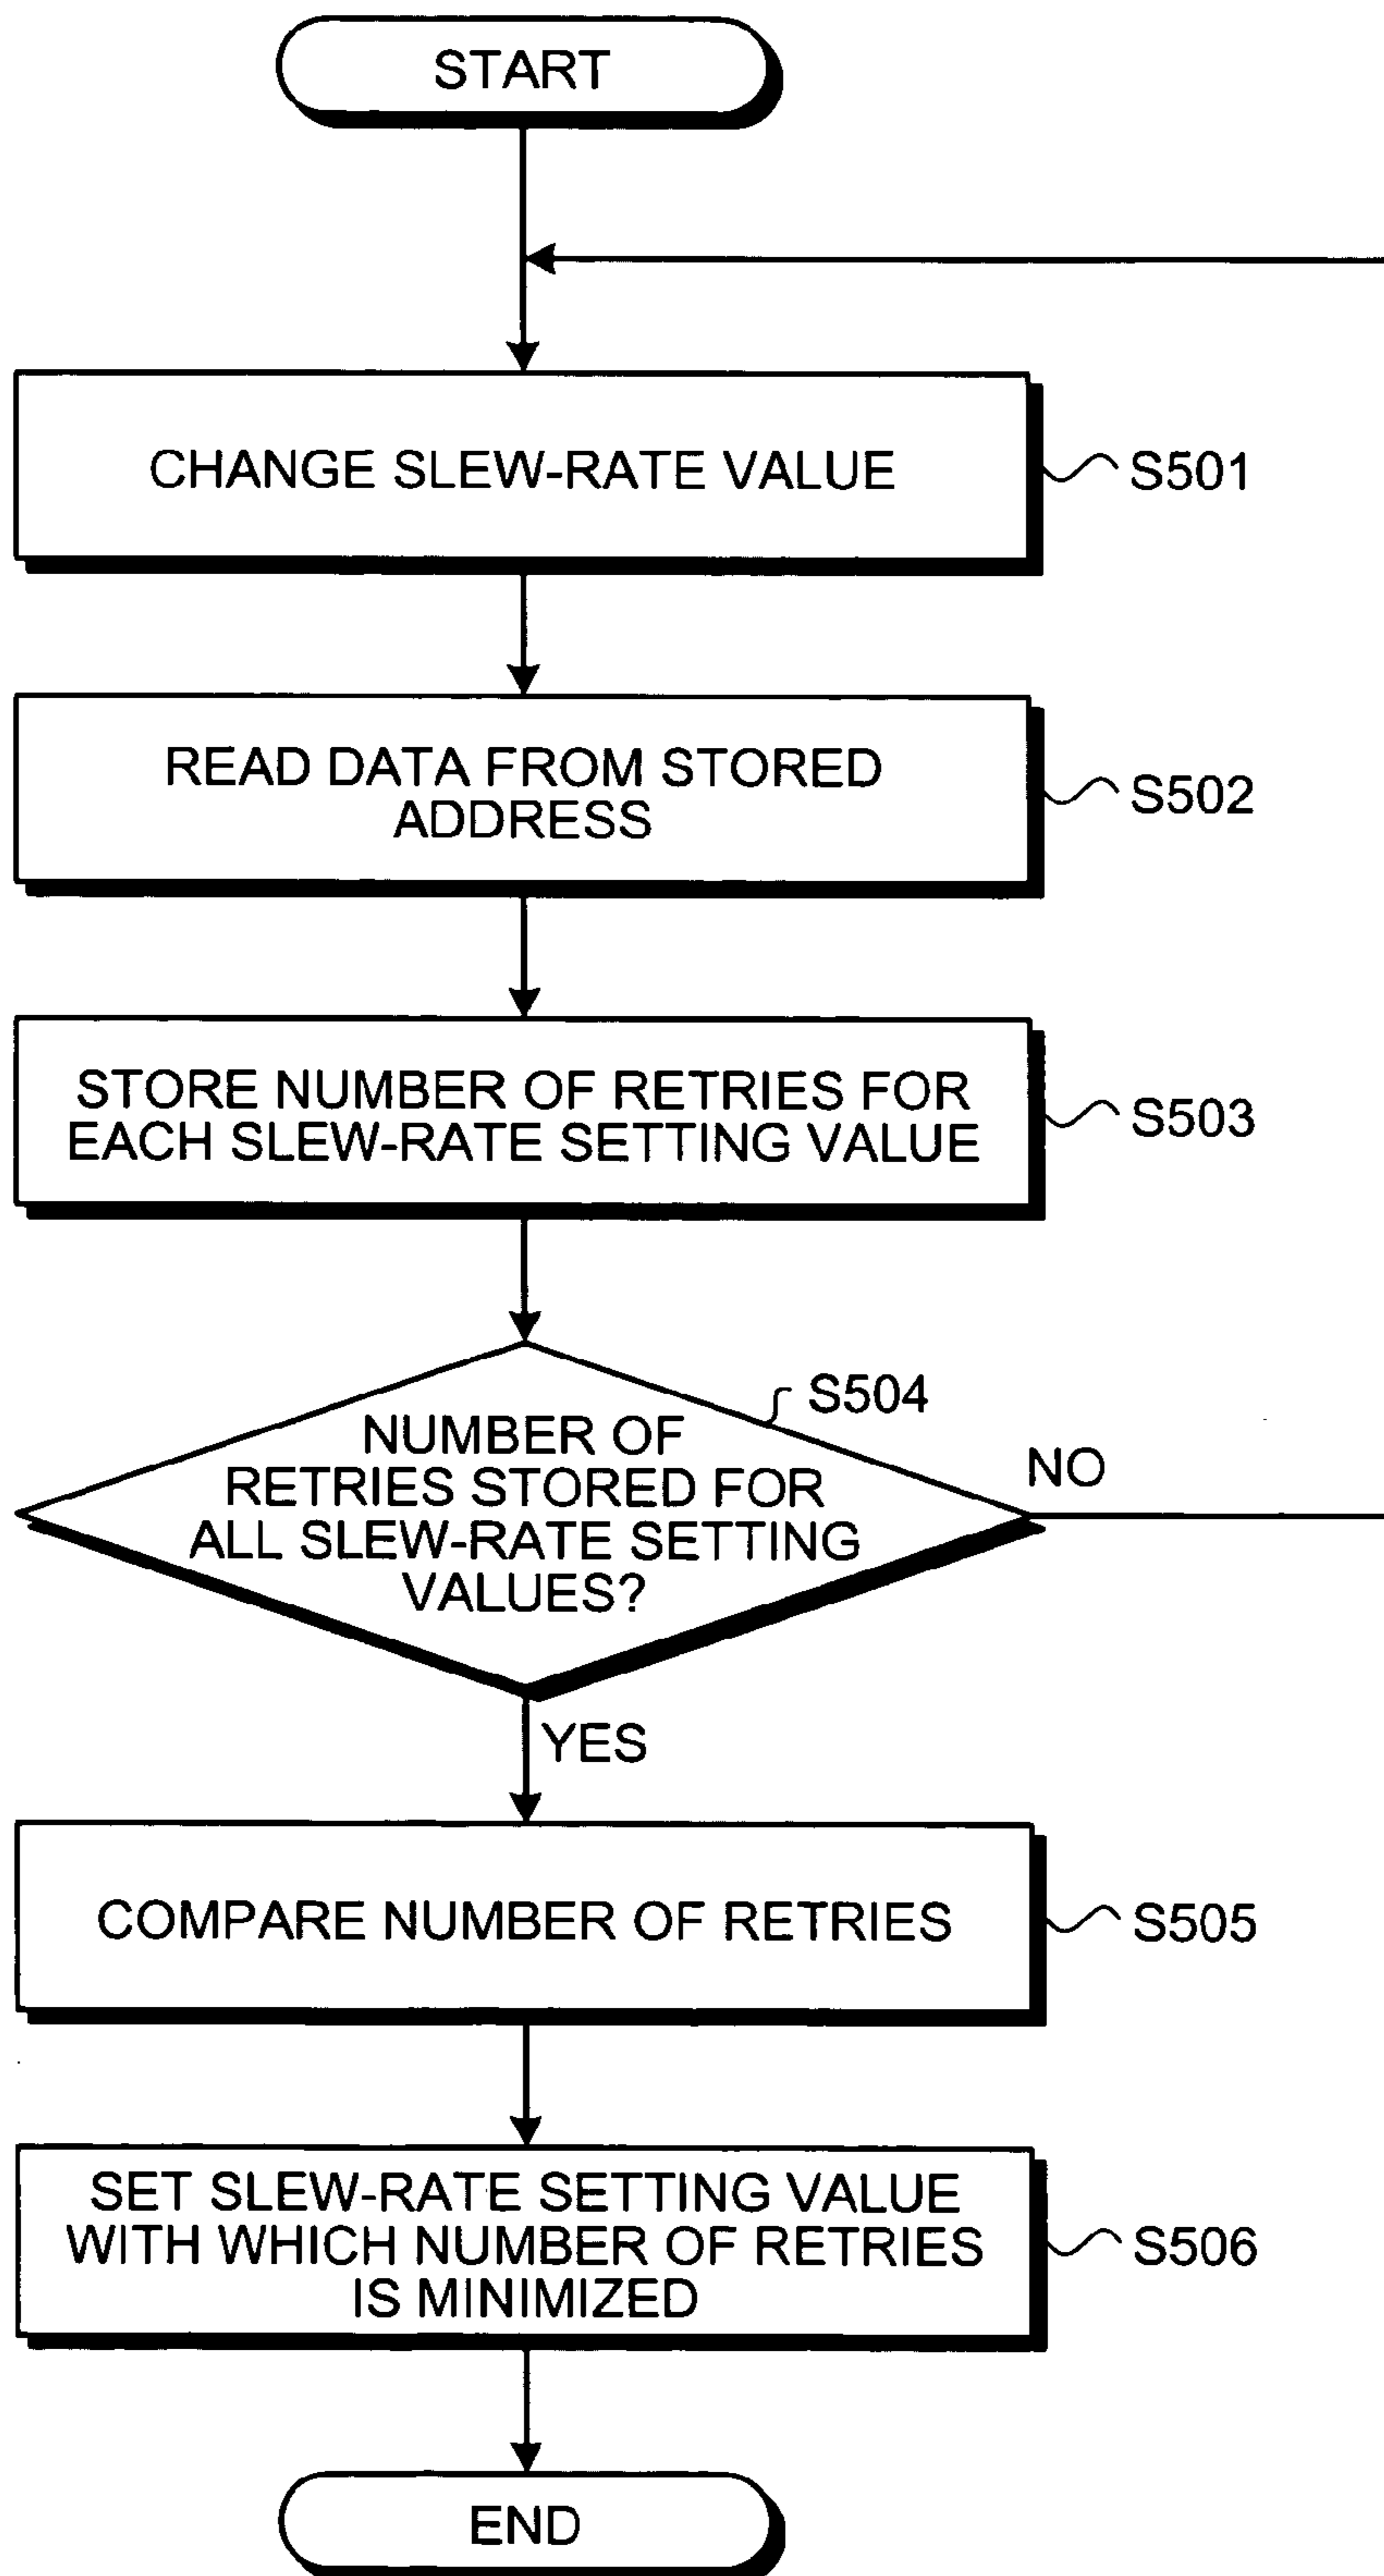 START
CHANGE SLEW-RATE VALUE
S501
READ DATA FROM STORED
ADDRESS
S502
STORE NUMBER OF RETRIES FOR
EACH SLEW-RATE SETTING VALUE
S503
S504
NUMBER OF
RETRIES STORED FOR
ALL SLEW-RATE SETTING
VALUES?
NO
YES
COMPARE NUMBER OF RETRIES
S505
SET SLEW-RATE SETTING VALUE
WITH WHICH NUMBER OF RETRIES
IS MINIMIZED
S506
END